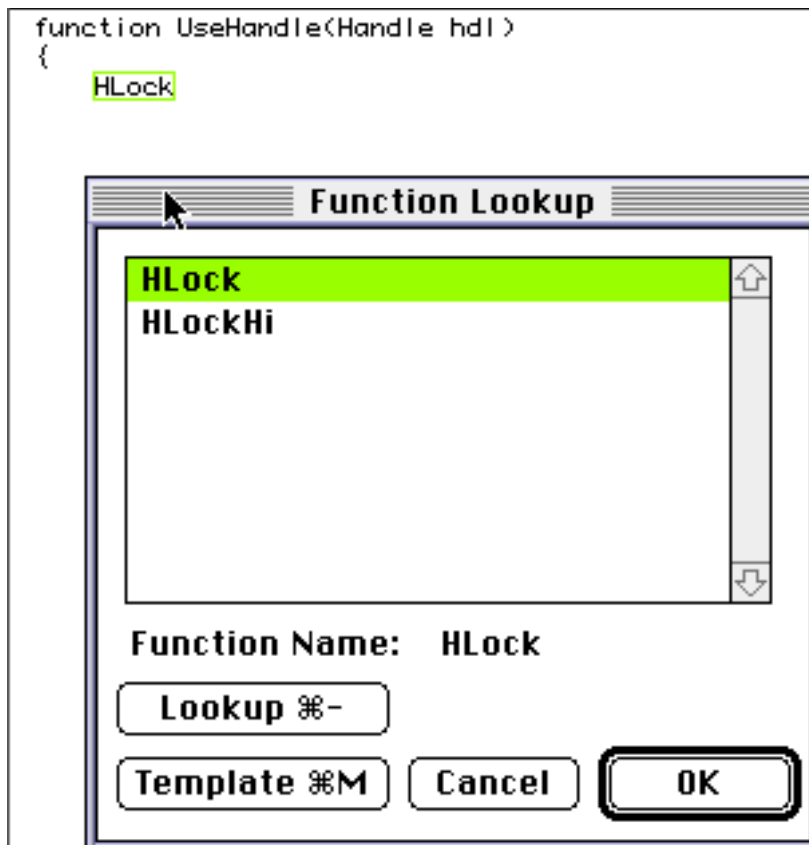 function UseHandle(Handle hdl)
{
HLock
Function Lookup
HLock
HLockHi
Function Name: HLock
Lookup ⌘-
Template ⌘M Cancel OK